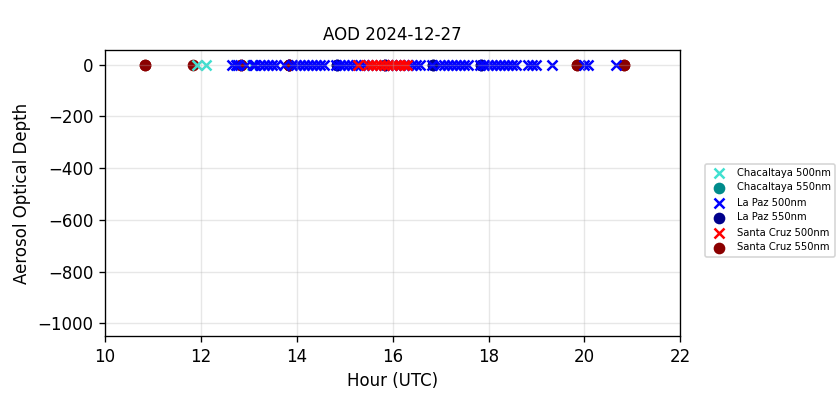 AOD 2024-12-27
Aerosol Optical Depth
0
−200
−400
−600
−800
−1000
10 12 14 16 18 20 22
Hour (UTC)
Chacaltaya 500nm
Chacaltaya 550nm
La Paz 500nm
La Paz 550nm
Santa Cruz 500nm
Santa Cruz 550nm